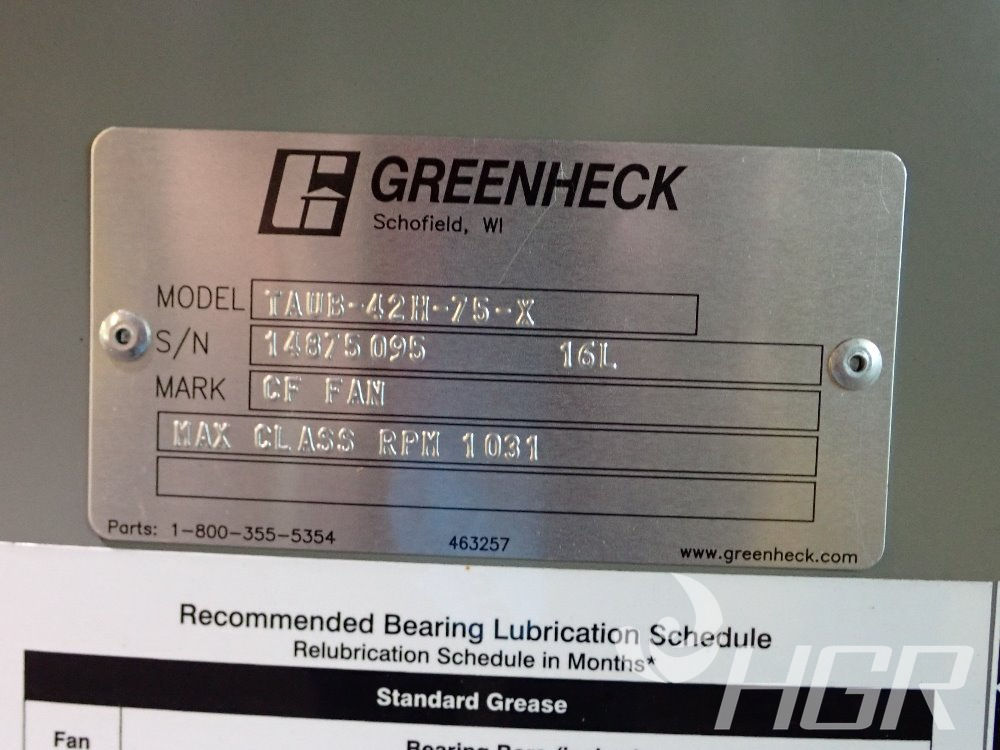 GREENHECK
Schofield, WI
MODEL TAUB-42H-75-X
S/N 14875095 16L
MARK CF FAN
MAX CLASS RPM 1031
Parts: 1-800-355-5354 463257 www.greenheck.com
Recommended Bearing Lubrication Schedule
Relubrication Schedule in Months*
Standard Grease
Fan
Bearing
HGR